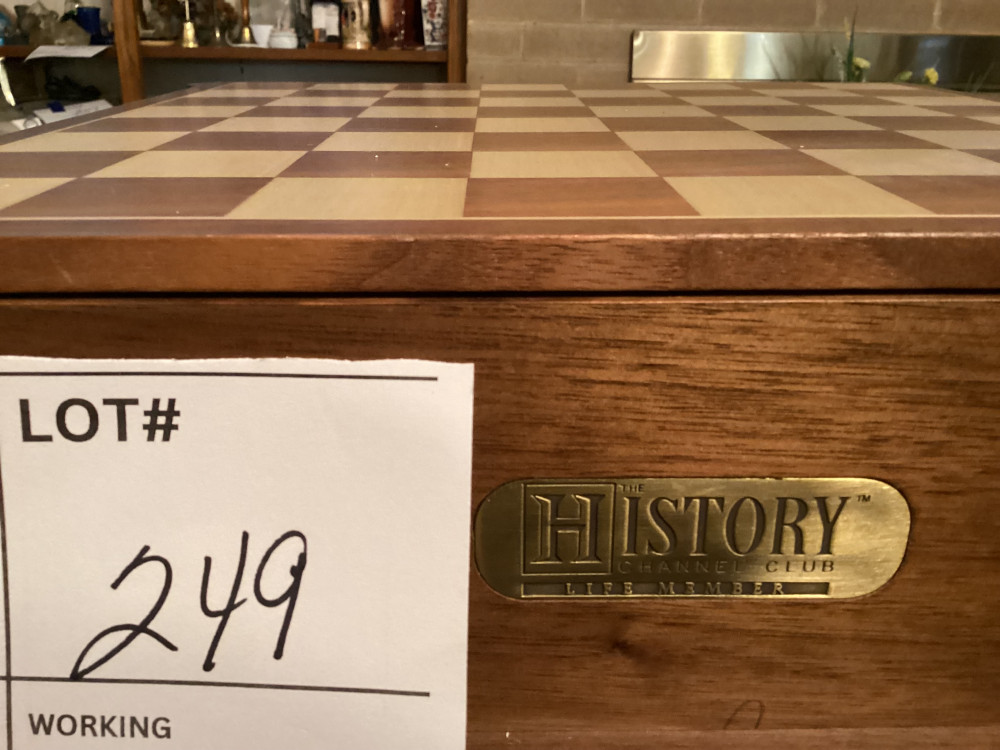 LOT#
249
WORKING
THE
HISTORY™
CHANNEL CLUB
LIFE MEMBER